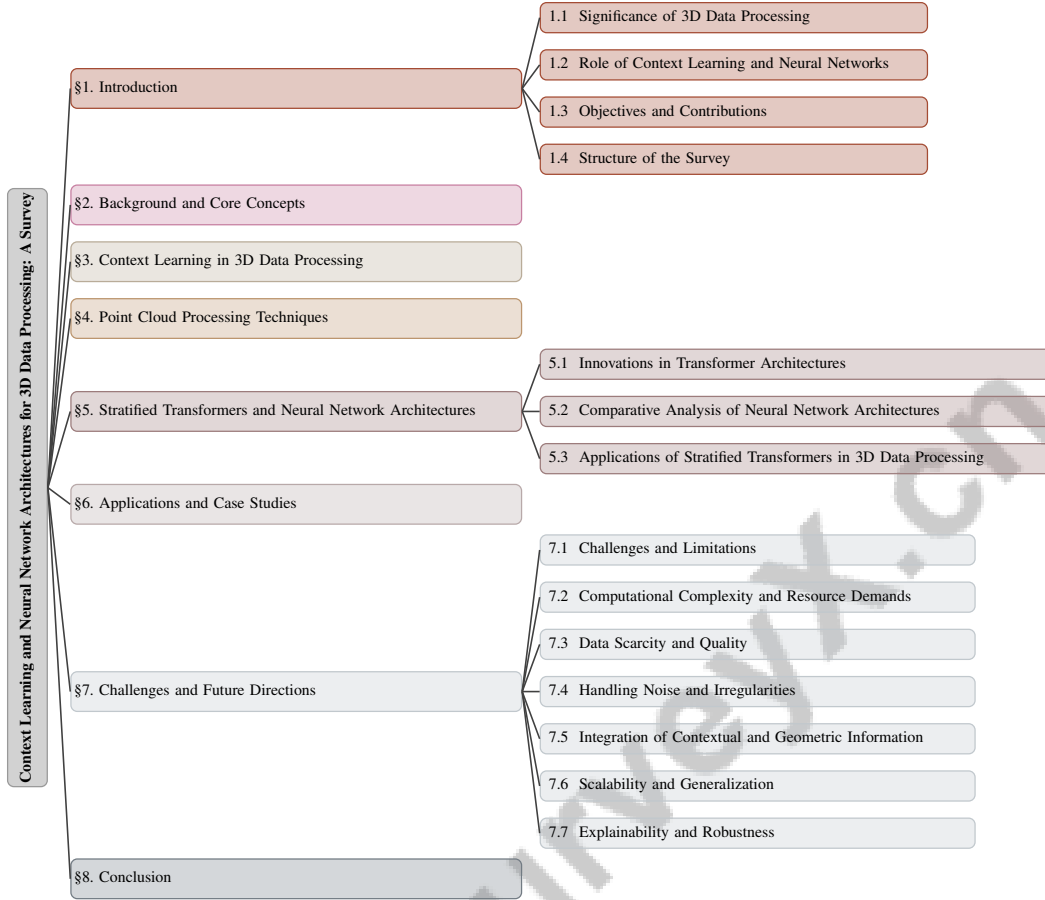 Context Learning and Neural Network Architectures for 3D Data Processing: A Survey
§1. Introduction
1.1 Significance of 3D Data Processing
1.2 Role of Context Learning and Neural Networks
1.3 Objectives and Contributions
1.4 Structure of the Survey
§2. Background and Core Concepts
§3. Context Learning in 3D Data Processing
§4. Point Cloud Processing Techniques
§5. Stratified Transformers and Neural Network Architectures
5.1 Innovations in Transformer Architectures
5.2 Comparative Analysis of Neural Network Architectures
5.3 Applications of Stratified Transformers in 3D Data Processing
§6. Applications and Case Studies
§7. Challenges and Future Directions
7.1 Challenges and Limitations
7.2 Computational Complexity and Resource Demands
7.3 Data Scarcity and Quality
7.4 Handling Noise and Irregularities
7.5 Integration of Contextual and Geometric Information
7.6 Scalability and Generalization
7.7 Explainability and Robustness
§8. Conclusion
urveyx.cn